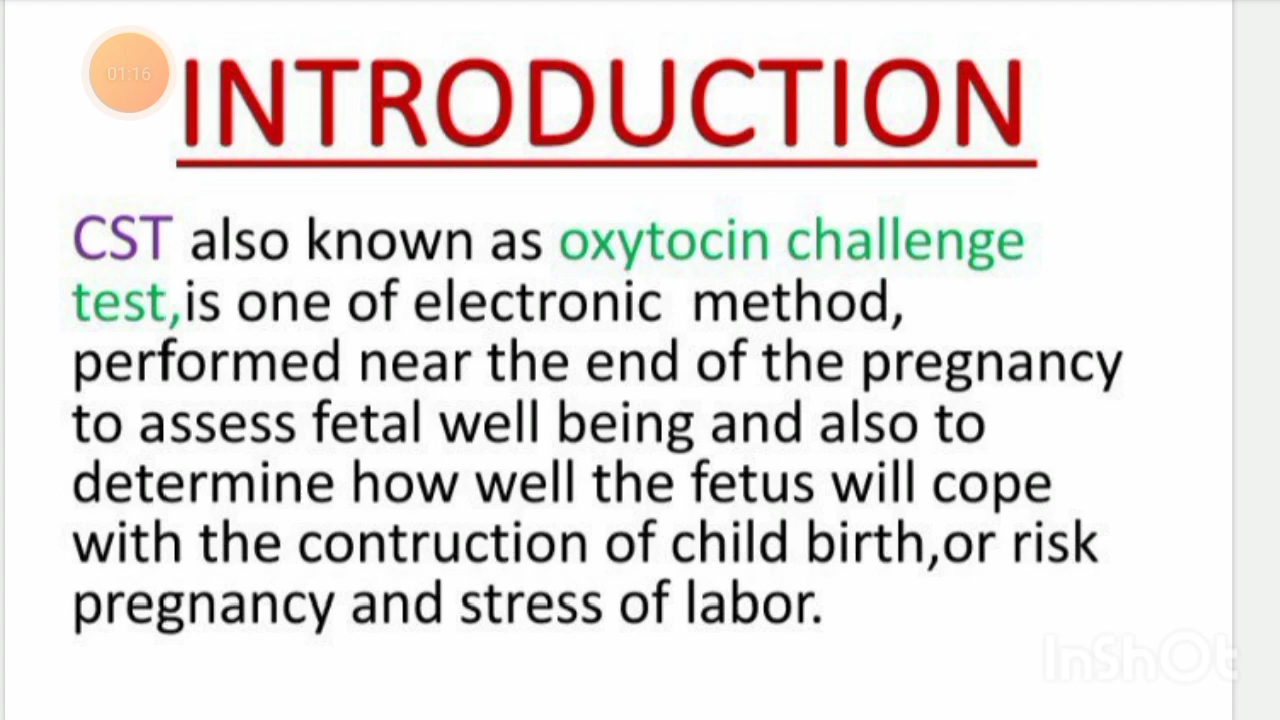 01:16
INTRODUCTION
CST also known as oxytocin challenge
test,is one of electronic method,
performed near the end of the pregnancy
to assess fetal well being and also to
determine how well the fetus will cope
with the contruction of child birth,or risk
pregnancy and stress of labor.
InShOt